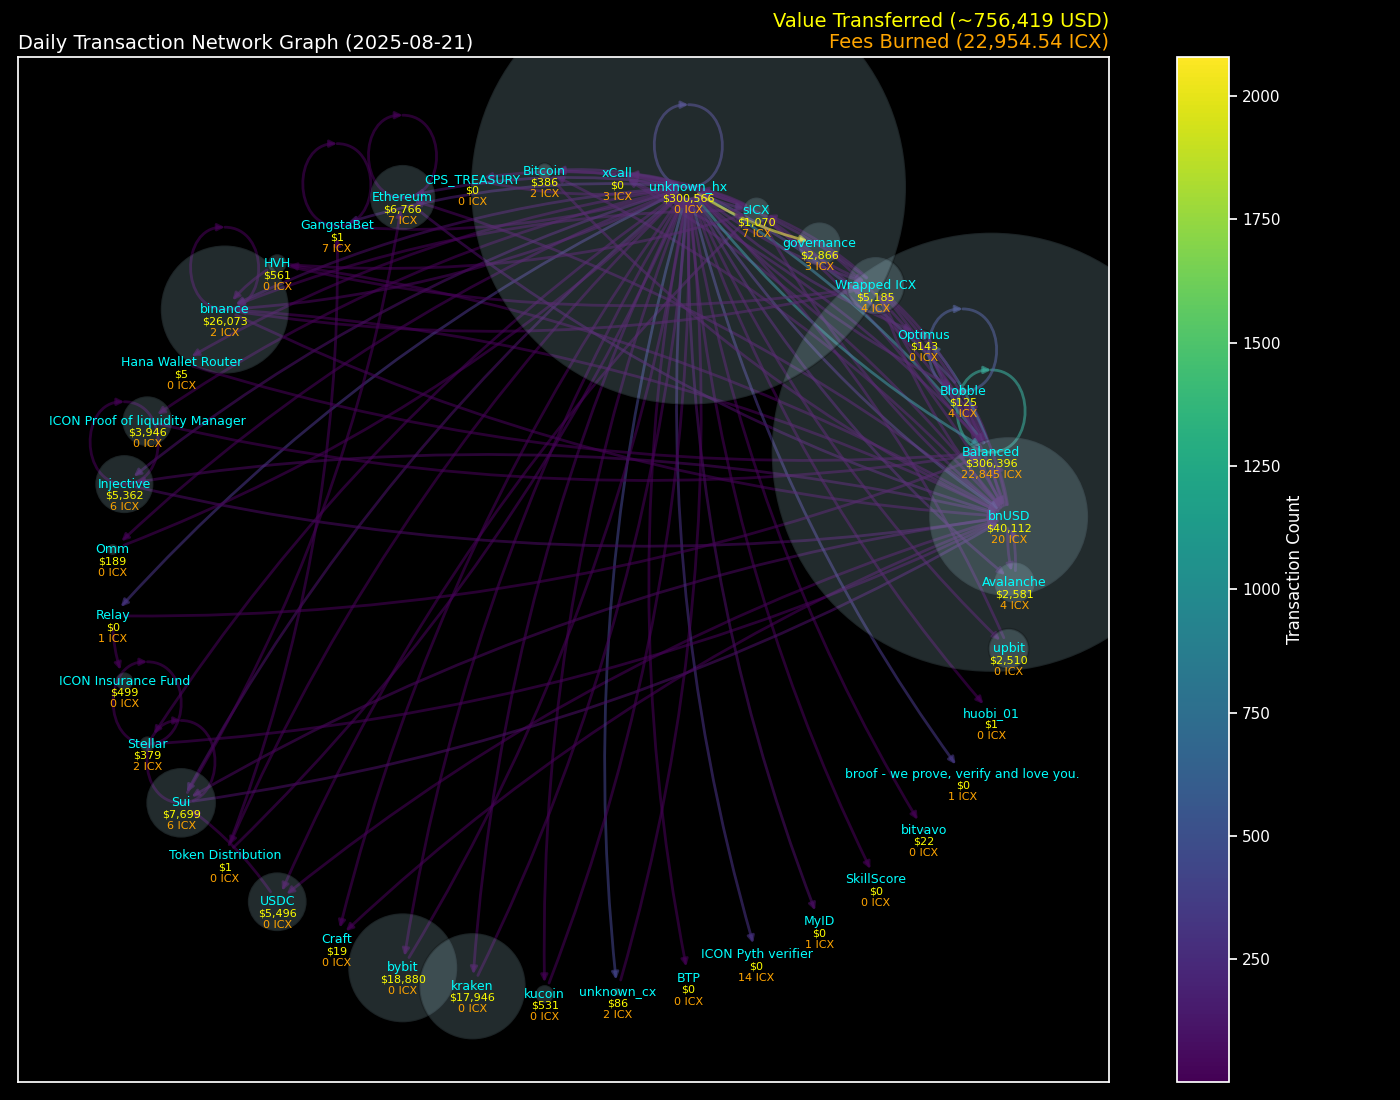 Value Transferred (~756,419 USD)
Daily Transaction Network Graph (2025-08-21)
Fees Burned (22,954.54 ICX)
Bitcoin
$386
2 ICX
xCall
$0
3 ICX
CPS_TREASURY
$0
0 ICX
unknown_hx
$300,566
0 ICX
Ethereum
$6,766
7 ICX
sICX
$1,070
7 ICX
GangstaBet
$1
7 ICX
governance
$2,866
3 ICX
HVH
$561
0 ICX
Wrapped ICX
$5,185
4 ICX
binance
$26,073
2 ICX
Optimus
$143
0 ICX
Hana Wallet Router
$5
0 ICX
Blobble
$125
4 ICX
ICON Proof of liquidity Manager
$3,946
0 ICX
Balanced
$306,396
22,845 ICX
Injective
$5,362
6 ICX
bnUSD
$40,112
20 ICX
Omm
$189
0 ICX
Avalanche
$2,581
4 ICX
Relay
$0
1 ICX
upbit
$2,510
0 ICX
ICON Insurance Fund
$499
0 ICX
huobi_01
$1
0 ICX
Stellar
$379
2 ICX
broof - we prove, verify and love you.
$0
1 ICX
Sui
$7,699
6 ICX
bitvavo
$22
0 ICX
Token Distribution
$1
0 ICX
SkillScore
$0
0 ICX
USDC
$5,496
0 ICX
MyID
$0
1 ICX
Craft
$19
0 ICX
ICON Pyth verifier
$0
14 ICX
bybit
$18,880
0 ICX
BTP
$0
0 ICX
kraken
$17,946
0 ICX
kucoin
$531
0 ICX
unknown_cx
$86
2 ICX
2000
1750
1500
1250
1000
750
500
250
Transaction Count